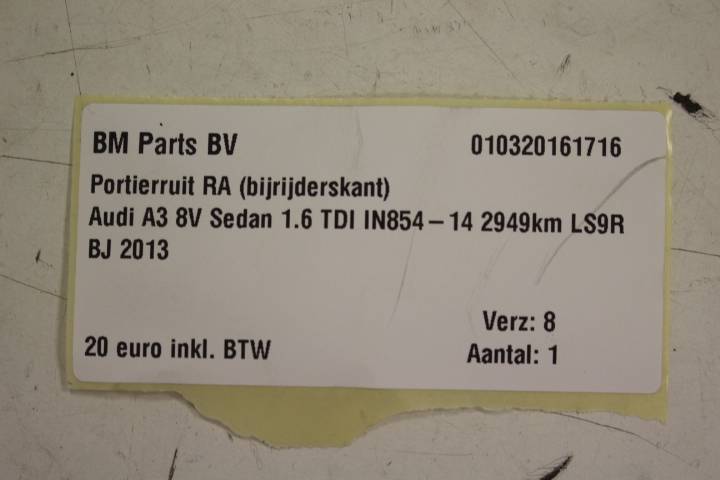 BM Parts BV 010320161716
Portierruit RA (bijrijderskant)
Audi A3 8V Sedan 1.6 TDI IN854-14 2949km LS9R
BJ 2013
Verz: 8
20 euro inkl. BTW Aantal: 1